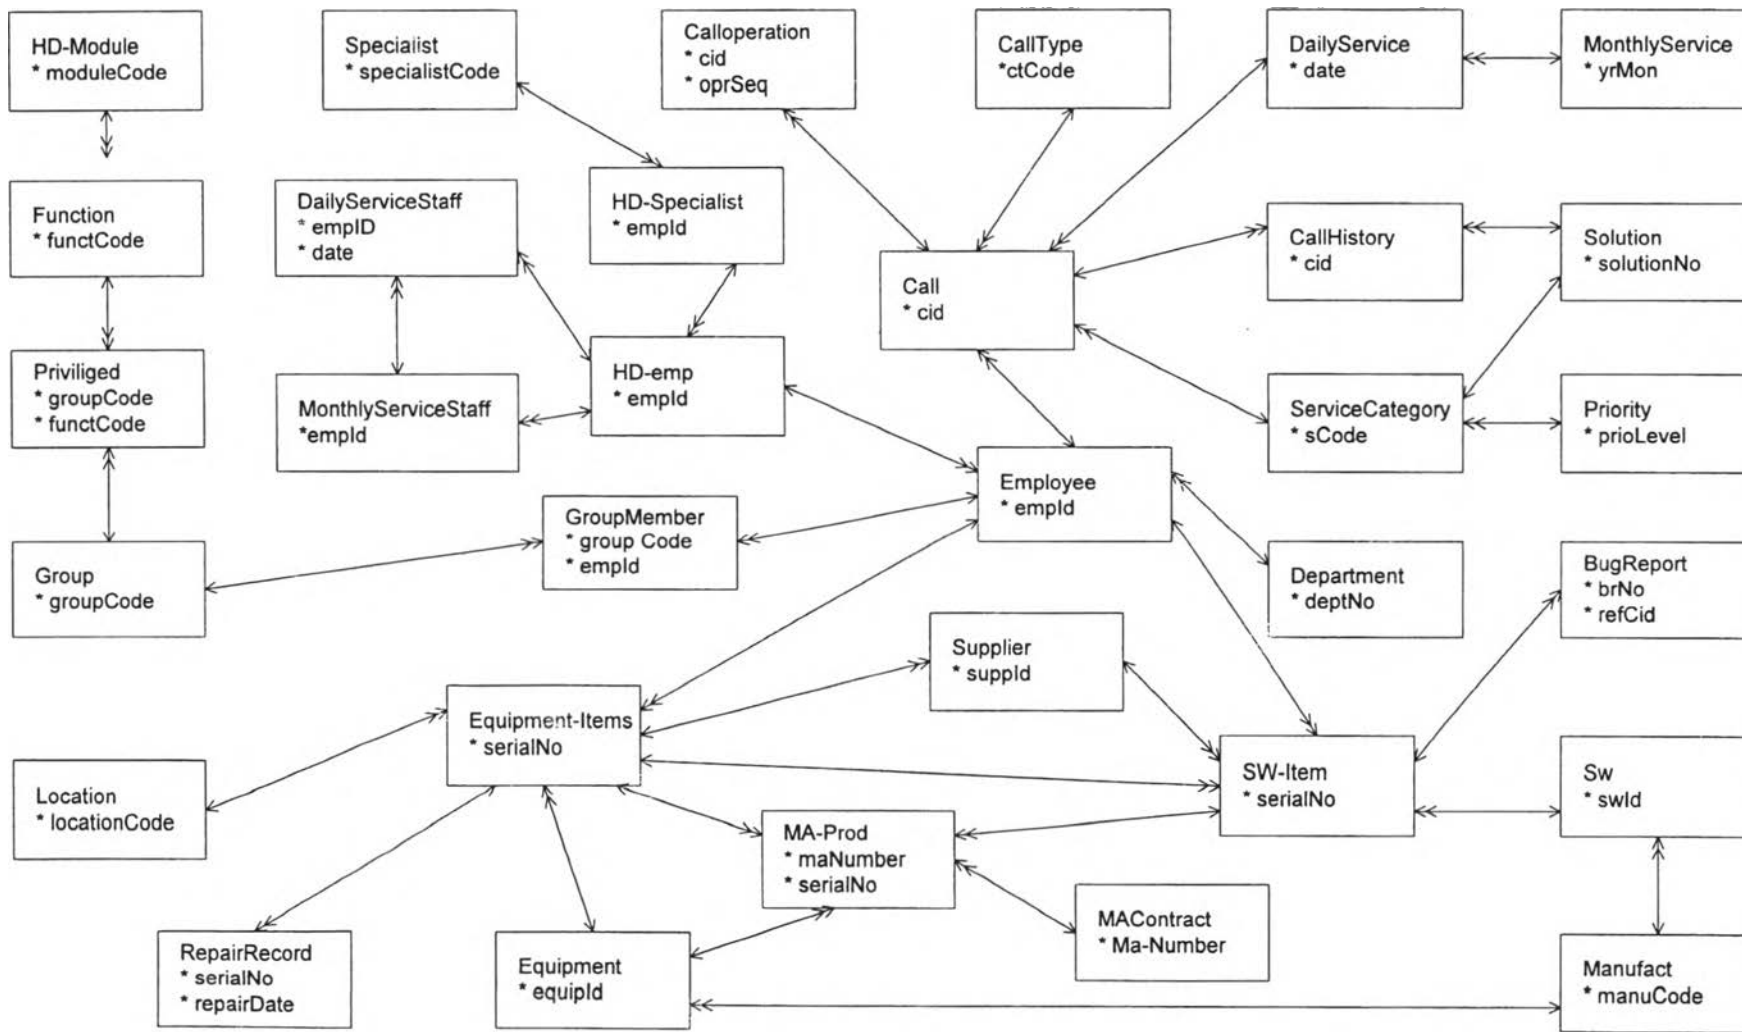 HD-Module
* moduleCode
Specialist
* specialistCode
Calloperation
* cid
* oprSeq
CallType
*ctCode
DailyService
* date
MonthlyService
* yrMon
Function
* functCode
DailyServiceStaff
* empID
* date
HD-Specialist
* empId
Call
* cid
CallHistory
* cid
Solution
* solutionNo
Priviliged
* groupCode
* functCode
MonthlyServiceStaff
*empId
HD-emp
* empId
ServiceCategory
* sCode
Priority
* prioLevel
Employee
* empId
Group
* groupCode
GroupMember
* group Code
* empId
Department
* deptNo
BugReport
* brNo
* refCid
Supplier
* suppId
Equipment-Items
* serialNo
Location
* locationCode
SW-Item
* serialNo
Sw
* swId
MA-Prod
* maNumber
* serialNo
MAContract
* Ma-Number
RepairRecord
* serialNo
* repairDate
Equipment
* equipId
Manufact
* manuCode